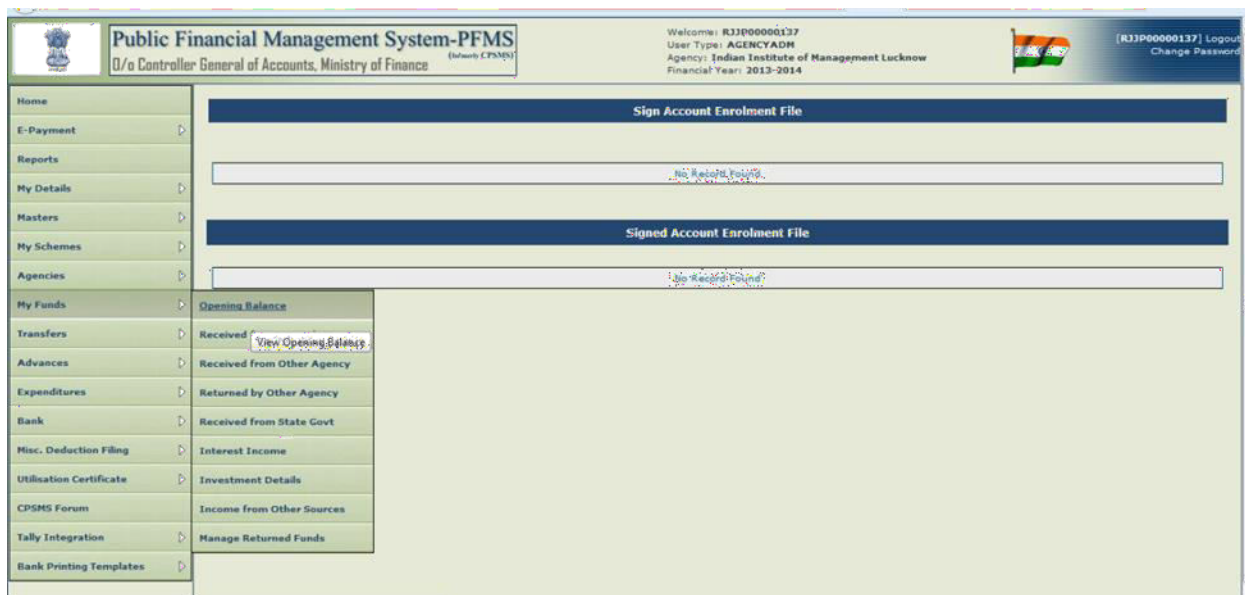 Public Financial Management System-PFMS
(formerly CPSMS)
O/o Controller General of Accounts, Ministry of Finance
Welcome: RJJP00000137
User Type: AGENCYADM
Agency: Indian Institute of Management Lucknow
Financial Year: 2013-2014
[RJJP00000137] Logout
Change Password
Home
E-Payment
Reports
My Details
Masters
My Schemes
Agencies
My Funds
Transfers
Advances
Expenditures
Bank
Misc. Deduction Filing
Utilisation Certificate
CPSMS Forum
Tally Integration
Bank Printing Templates
Opening Balance
Received
View Opening Balance
Received from Other Agency
Returned by Other Agency
Received from State Govt
Interest Income
Investment Details
Income from Other Sources
Manage Returned Funds
Sign Account Enrolment File
No Record Found.
Signed Account Enrolment File
No Record Found